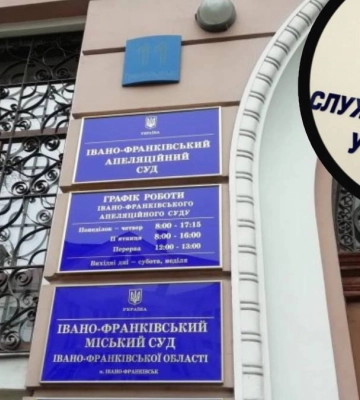 11
УКРАЇНА
ІВАНО-ФРАНКІВСЬКИЙ
АПЕЛЯЦІЙНИЙ
СУД
ГРАФІК РОБОТИ
ІВАНО-ФРАНКІВСЬКОГО
АПЕЛЯЦІЙНОГО СУДУ
Понеділок – четвер 8:00 - 17:15
П'ятниця 8:00 - 16:00
Перерва 12:00 - 13:00
Вихідні дні – субота, неділя
УКРАЇНА
ІВАНО-ФРАНКІВСЬКИЙ
МІСЬКИЙ СУД
ІВАНО-ФРАНКІВСЬКОЇ ОБЛАСТІ
м. ІВАНО-ФРАНКІВСЬК